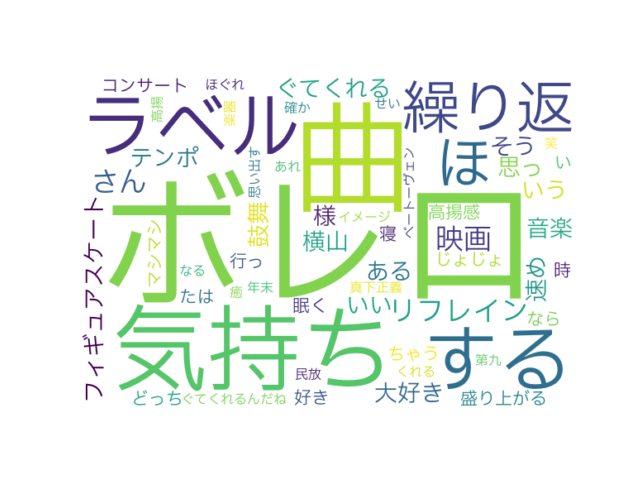 コンサート
ほぐれ
ぐてくれる
繰り返
ラベル
高揚
楽器
確か
せい
曲
ほ
そう
笑
テンポ
さん
思い出す
あれ
ベートーヴェン
思っ
い
いう
ボレロ
フィギュアスケート
マシマシ
鼓舞
様
イメージ
高揚感
音楽
横山
寝
映画
じょじょ
行っ
ある
速め
時
なる
たは
癒
年末
眠く
真下正義
いい
リフレイン
なら
気持ち
する
ちゃう
くれる
第九
民放
どっち
ぐてくれるんだね
好き
大好き
盛り上がる